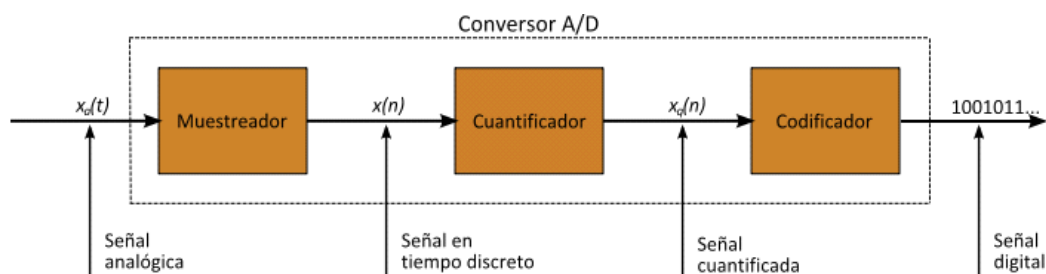 Conversor A/D
xa(t)
Muestreador
x(n)
Cuantificador
xq(n)
Codificador
1001011...
Señal
analógica
Señal en
tiempo discreto
Señal
cuantificada
Señal
digital